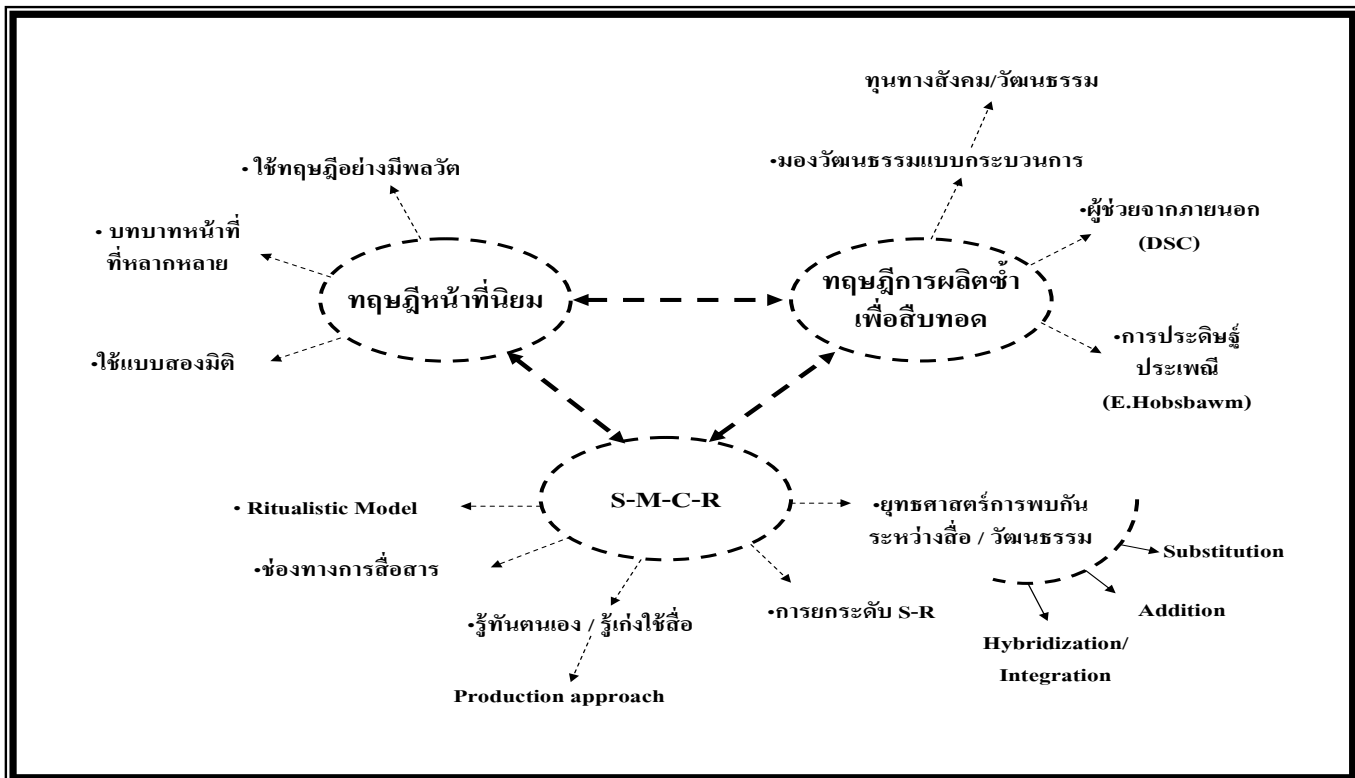 ทุนทางสังคม/วัฒนธรรม
•ใช้ทฤษฎีอย่างมีพลวัต
•มองวัฒนธรรมแบบกระบวนการ
• บทบาทหน้าที่
ที่หลากหลาย
•ผู้ช่วยจากภายนอก
(DSC)
ทฤษฎีหน้าที่นิยม
ทฤษฎีการผลิตซ้ำ
เพื่อสืบทอด
•ใช้แบบสองมิติ
•การประดิษฐ์
ประเพณี
(E.Hobsbawm)
S-M-C-R
• Ritualistic Model
•ช่องทางการสื่อสาร
•รู้ทันตนเอง / รู้เก่งใช้สื่อ
Production approach
•การยกระดับ S-R
•ยุทธศาสตร์การพบกัน
ระหว่างสื่อ / วัฒนธรรม
Substitution
Addition
Hybridization/
Integration